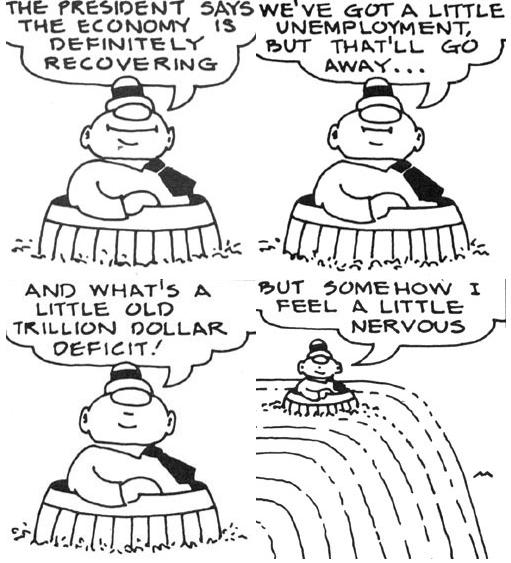 THE PRESIDENT SAYS
THE ECONOMY IS
DEFINITELY
RECOVERING
WE'VE GOT A LITTLE
UNEMPLOYMENT,
BUT THAT'LL GO
AWAY...
AND WHAT'S A
LITTLE OLD
TRILLION DOLLAR
DEFICIT!
BUT SOMEHOW I
FEEL A LITTLE
NERVOUS